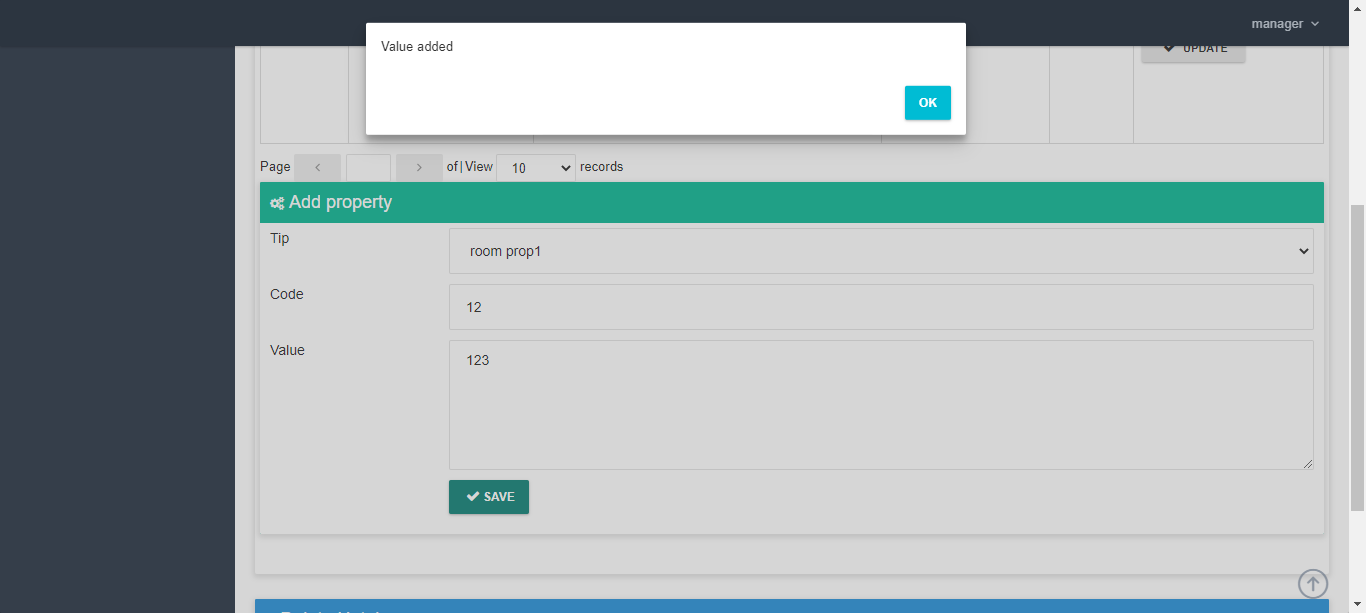 manager
Value added
OK
UPDATE
Page of | View 10 records
Add property
Tip
room prop1
Code
12
Value
123
SAVE